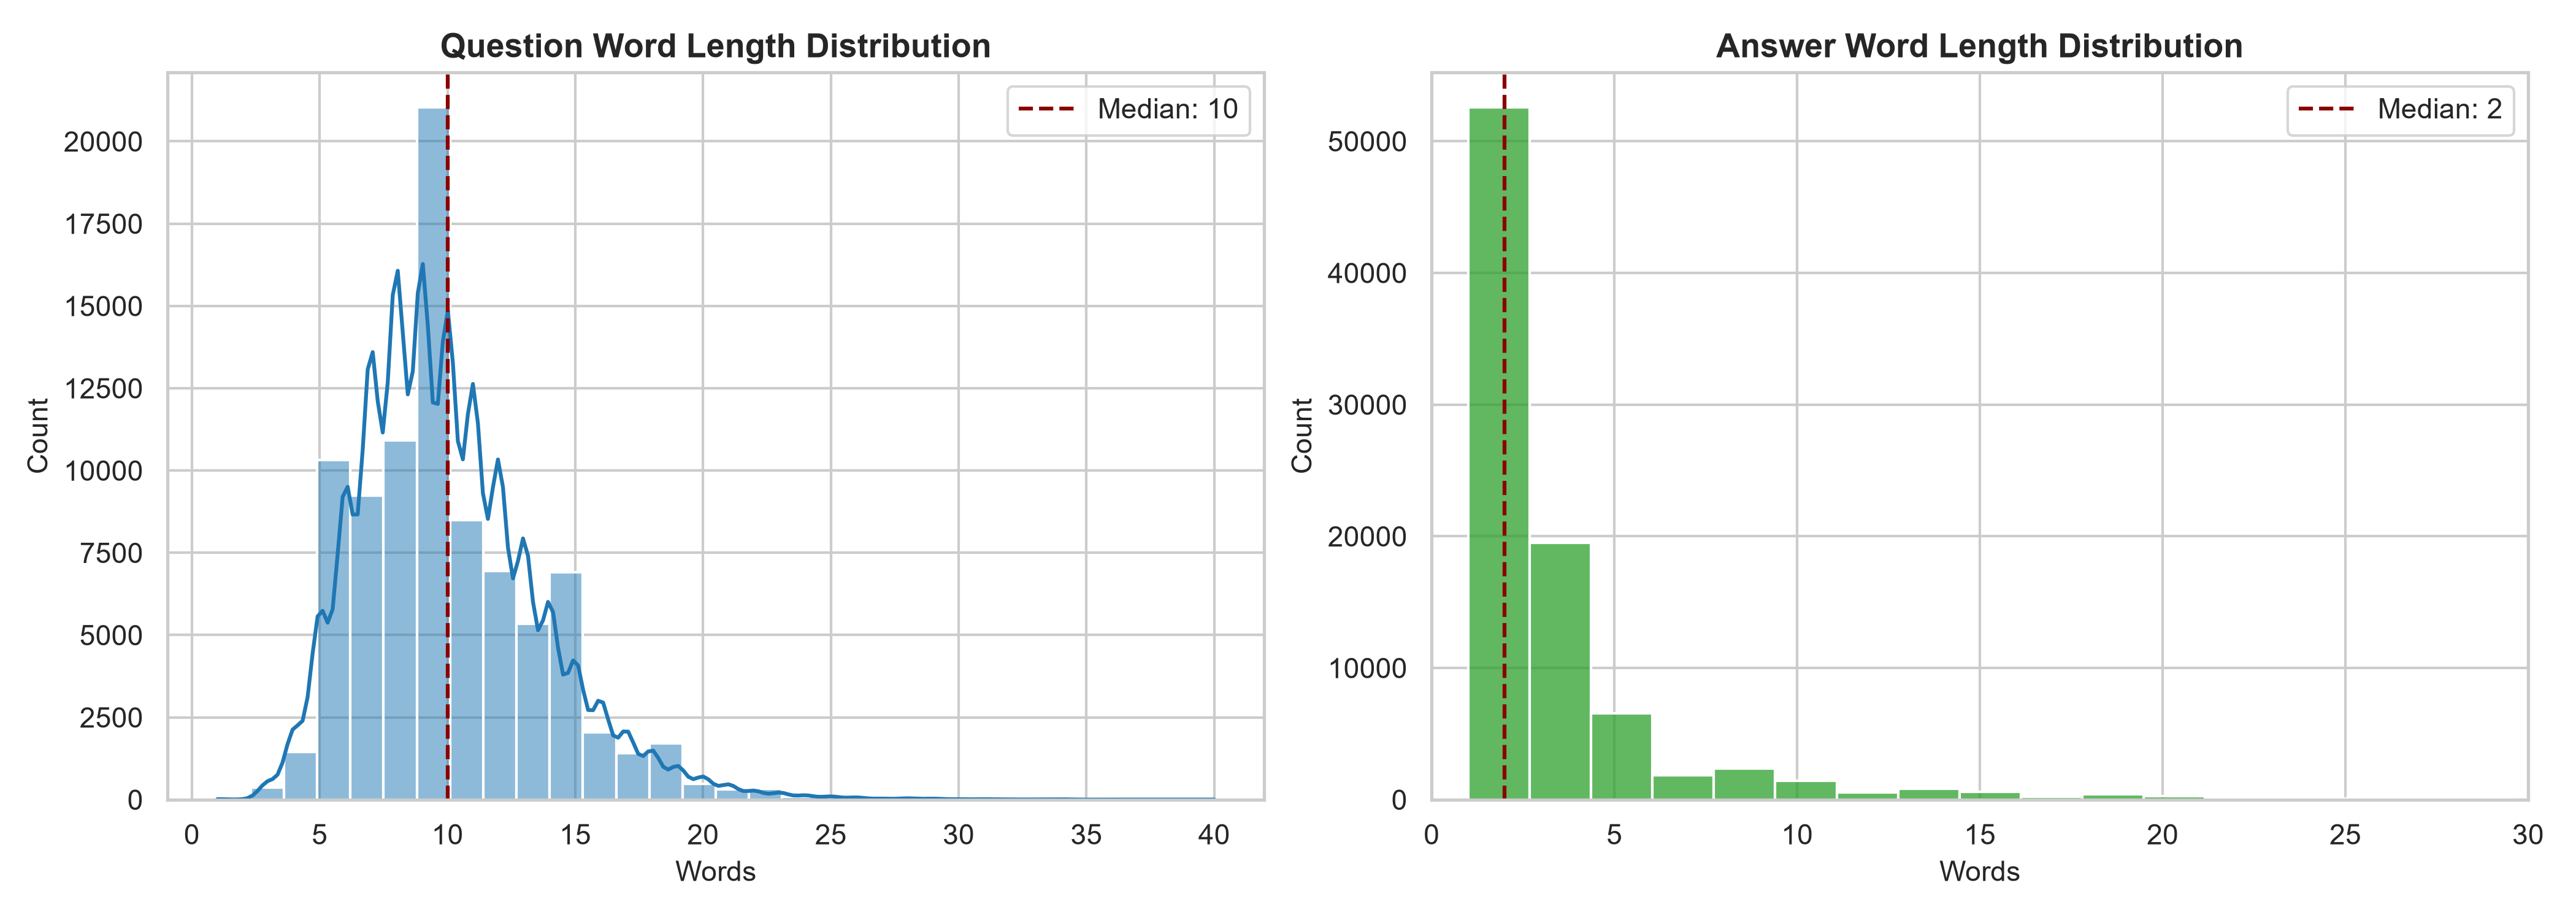 Question Word Length Distribution
Median: 10
20000
17500
15000
12500
10000
7500
5000
2500
0
Count
0 5 10 15 20 25 30 35 40
Words
Answer Word Length Distribution
Median: 2
50000
40000
30000
20000
10000
0
Count
0 5 10 15 20 25 30
Words